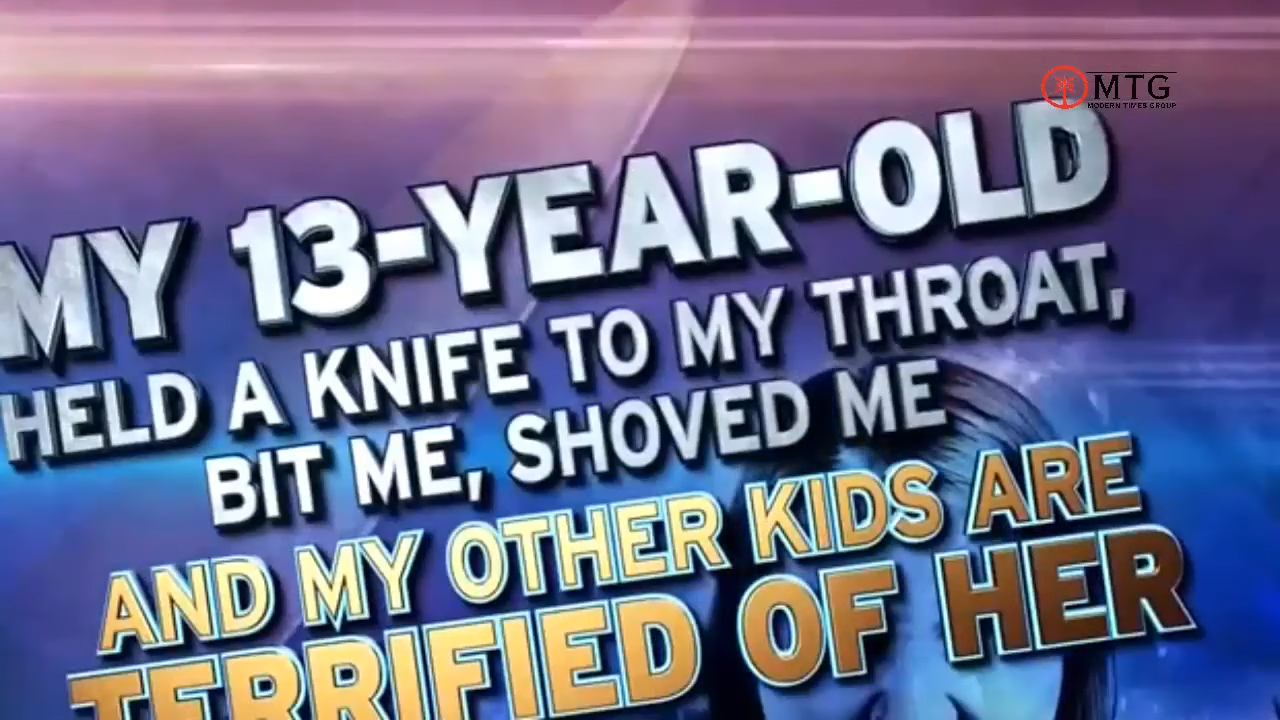 MTG
MODERN TIMES GROUP
MY 13-YEAR-OLD
HELD A KNIFE TO MY THROAT,
BIT ME, SHOVED ME
AND MY OTHER KIDS ARE
TERRIFIED OF HER